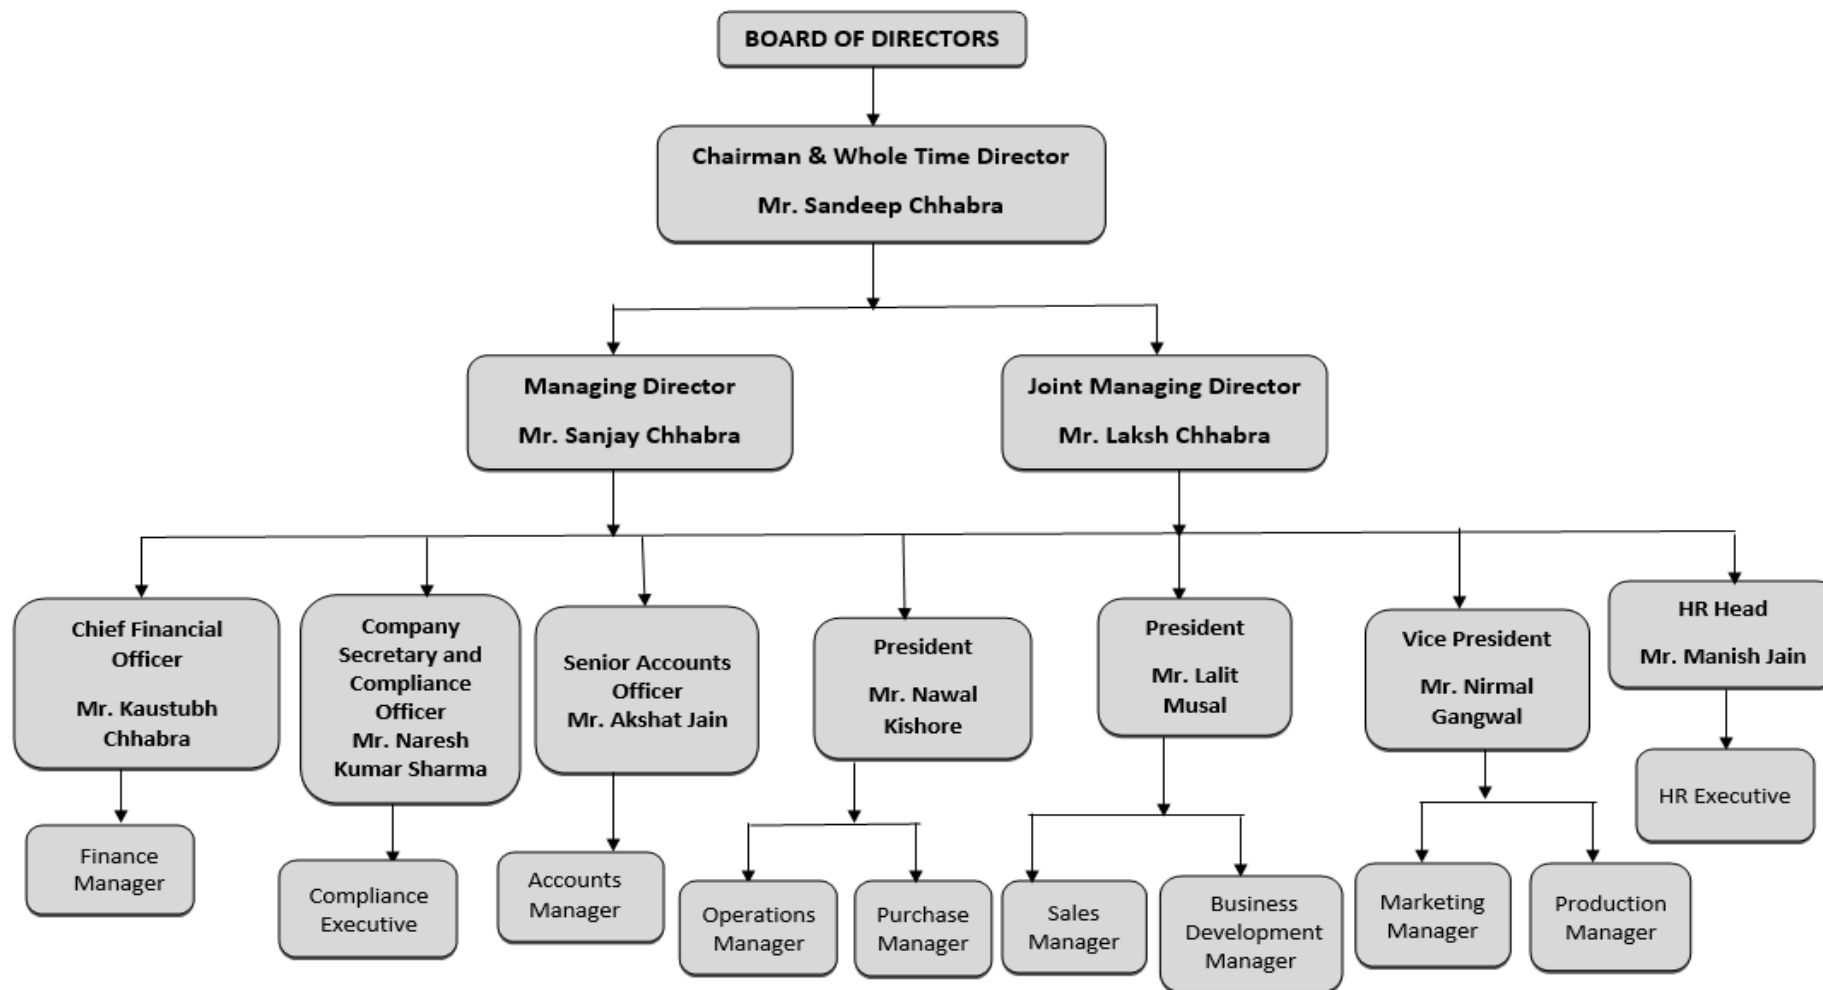 BOARD OF DIRECTORS
Chairman & Whole Time Director
Mr. Sandeep Chhabra
Managing Director
Mr. Sanjay Chhabra
Joint Managing Director
Mr. Laksh Chhabra
Chief Financial
Officer
Mr. Kaustubh
Chhabra
Company
Secretary and
Compliance
Officer
Mr. Naresh
Kumar Sharma
Senior Accounts
Officer
Mr. Akshat Jain
President
Mr. Nawal
Kishore
President
Mr. Lalit
Musal
Vice President
Mr. Nirmal
Gangwal
HR Head
Mr. Manish Jain
Finance
Manager
Compliance
Executive
Accounts
Manager
Operations
Manager
Purchase
Manager
Sales
Manager
Business
Development
Manager
Marketing
Manager
Production
Manager
HR Executive